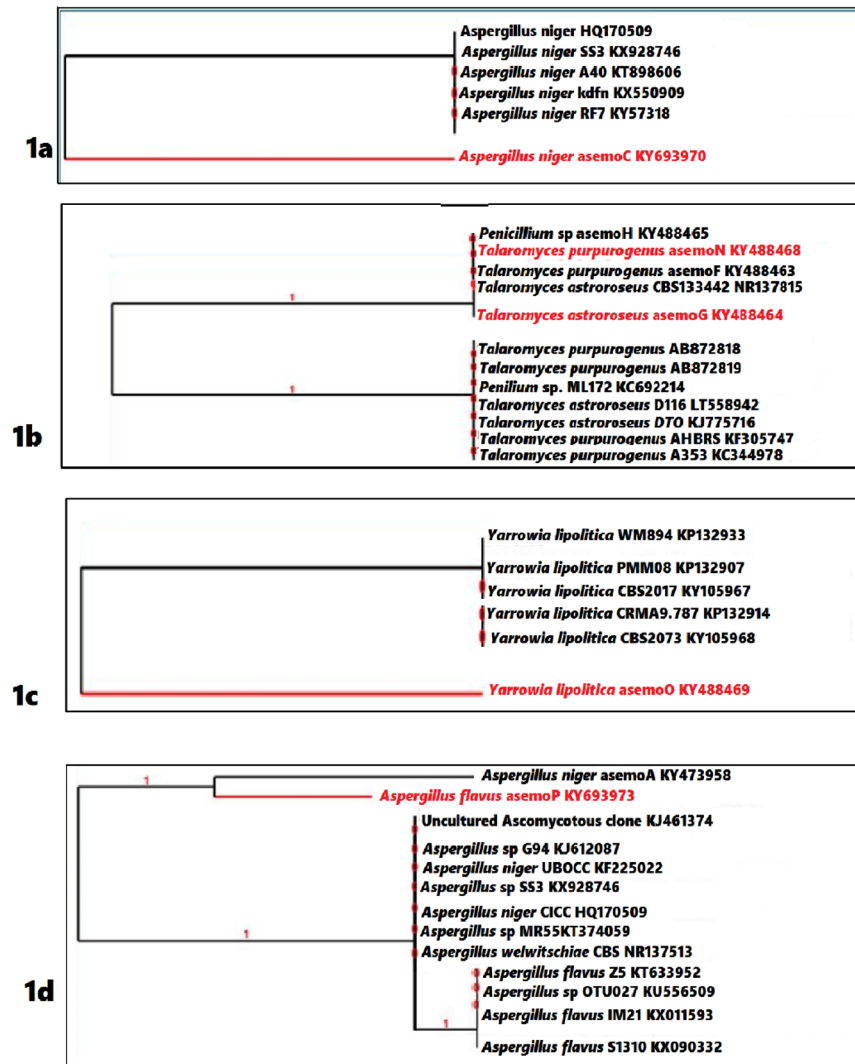 Aspergillus niger HQ170509
Aspergillus niger SS3 KX928746
Aspergillus niger A40 KT898606
Aspergillus niger kdfn KX550909
Aspergillus niger RF7 KY57318
1a
Aspergillus niger asemoC KY693970
Penicillium sp asemoH KY488465
Talaromyces purpurogenus asemoN KY488468
Talaromyces purpurogenus asemoF KY488463
Talaromyces astroroseus CBS133442 NR137815
1
Talaromyces astroroseus asemoG KY488464
Talaromyces purpurogenus AB872818
Talaromyces purpurogenus AB872819
Penilium sp. ML172 KC692214
1
Talaromyces astroroseus D116 LT558942
Talaromyces astroroseus DTO KJ775716
1b
Talaromyces purpurogenus AHBRS KF305747
Talaromyces purpurogenus A353 KC344978
Yarrowia lipolitica WM894 KP132933
Yarrowia lipolitica PMM08 KP132907
Yarrowia lipolitica CBS2017 KY105967
Yarrowia lipolitica CRMA9.787 KP132914
Yarrowia lipolitica CBS2073 KY105968
1c
Yarrowia lipolitica asemoO KY488469
1
Aspergillus niger asemoA KY473958
Aspergillus flavus asemoP KY693973
Uncultured Ascomycotous clone KJ461374
Aspergillus sp G94 KJ612087
Aspergillus niger UBOCC KF225022
Aspergillus sp SS3 KX928746
Aspergillus niger CICC HQ170509
Aspergillus sp MR55KT374059
1
Aspergillus welwitschiae CBS NR137513
Aspergillus flavus Z5 KT633952
1d
Aspergillus sp OTU027 KU556509
Aspergillus flavus IM21 KX011593
1
Aspergillus flavus S1310 KX090332